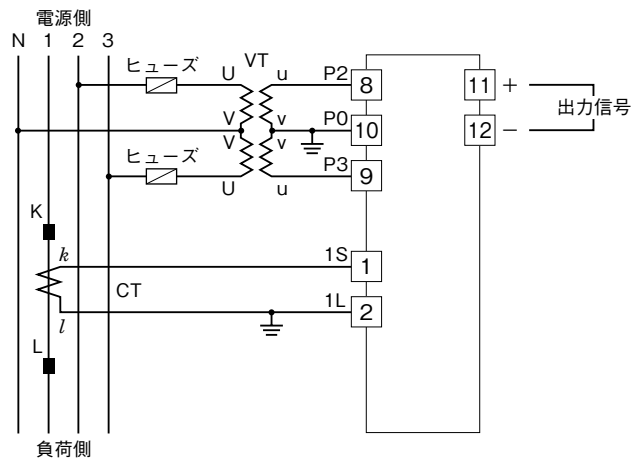 電源側
N 1 2 3
ヒューズ U VT u P2 8 11 +
出力信号
V v P0 10 12 −
V v
ヒューズ U u P3 9
K
k 1S 1
CT
l 1L 2
L
負荷側